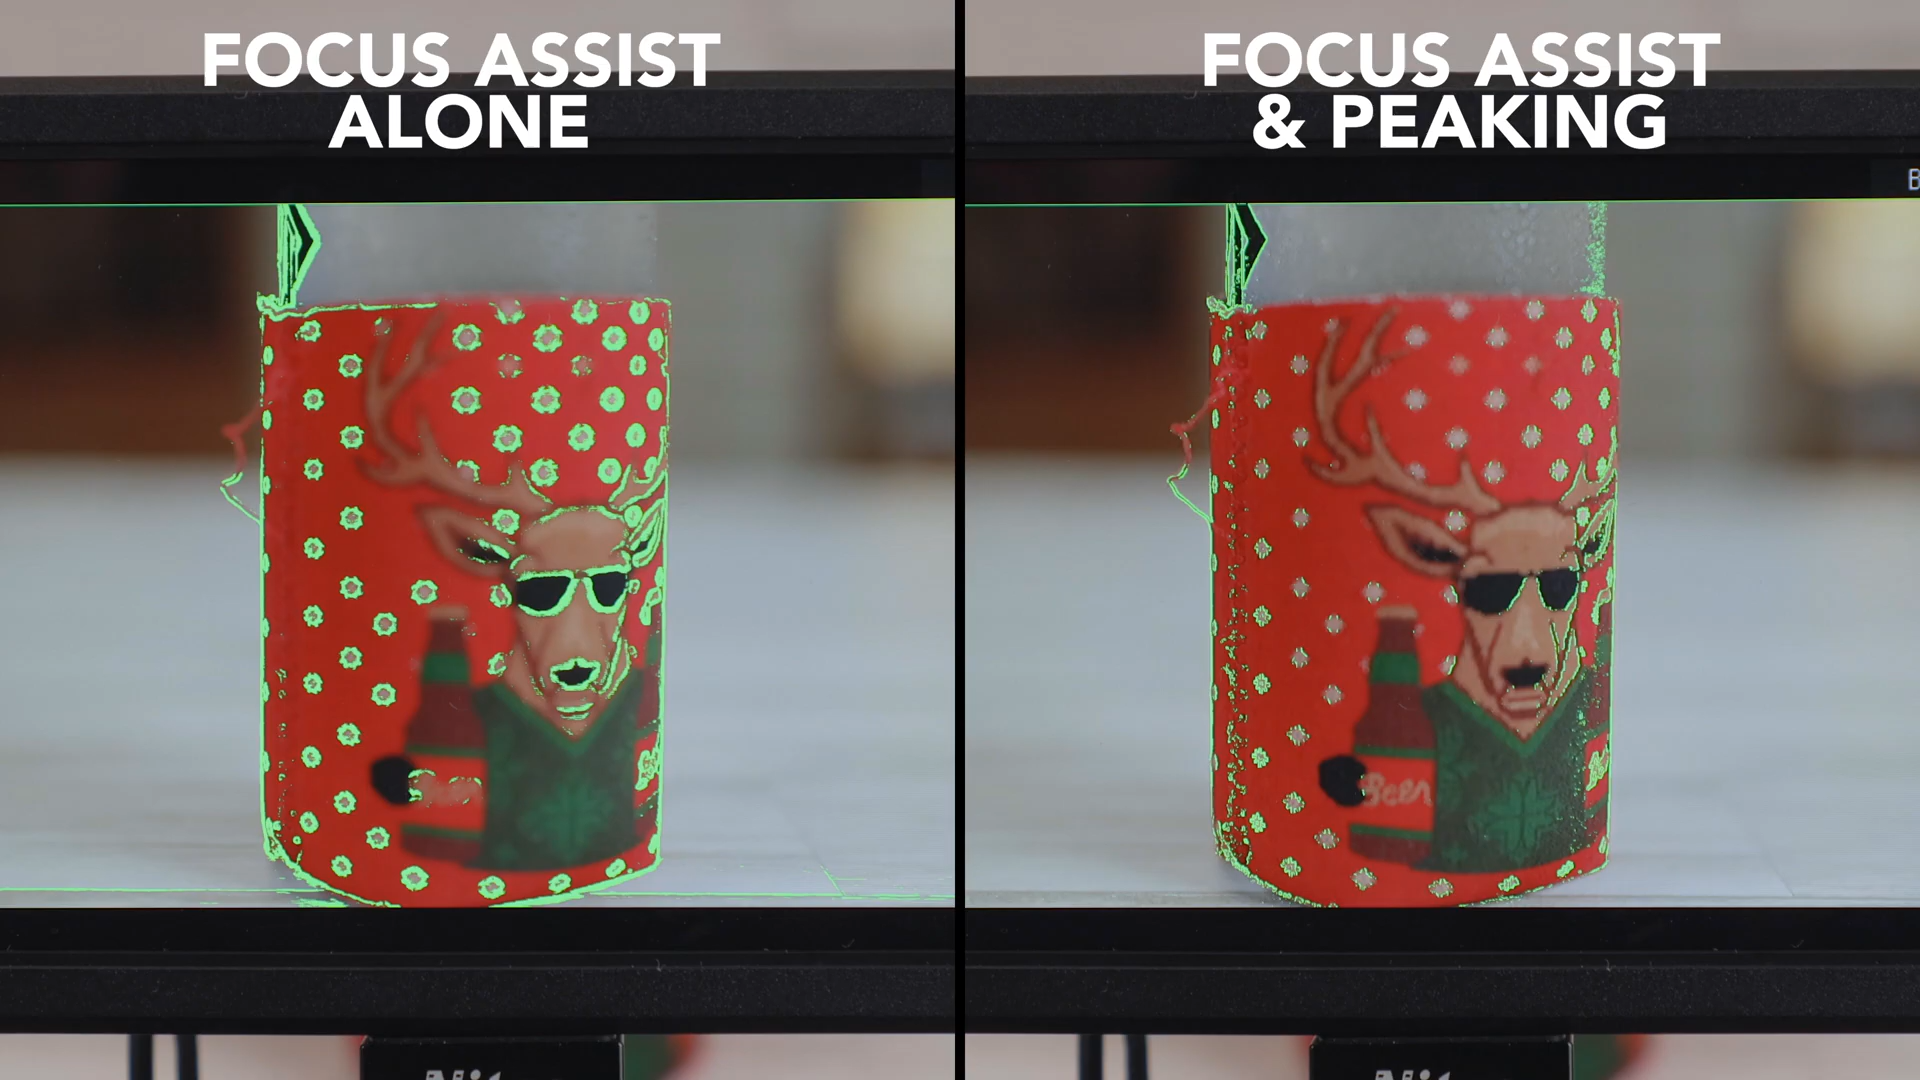 FOCUS ASSIST
ALONE
FOCUS ASSIST
& PEAKING
B
Beer
Beer